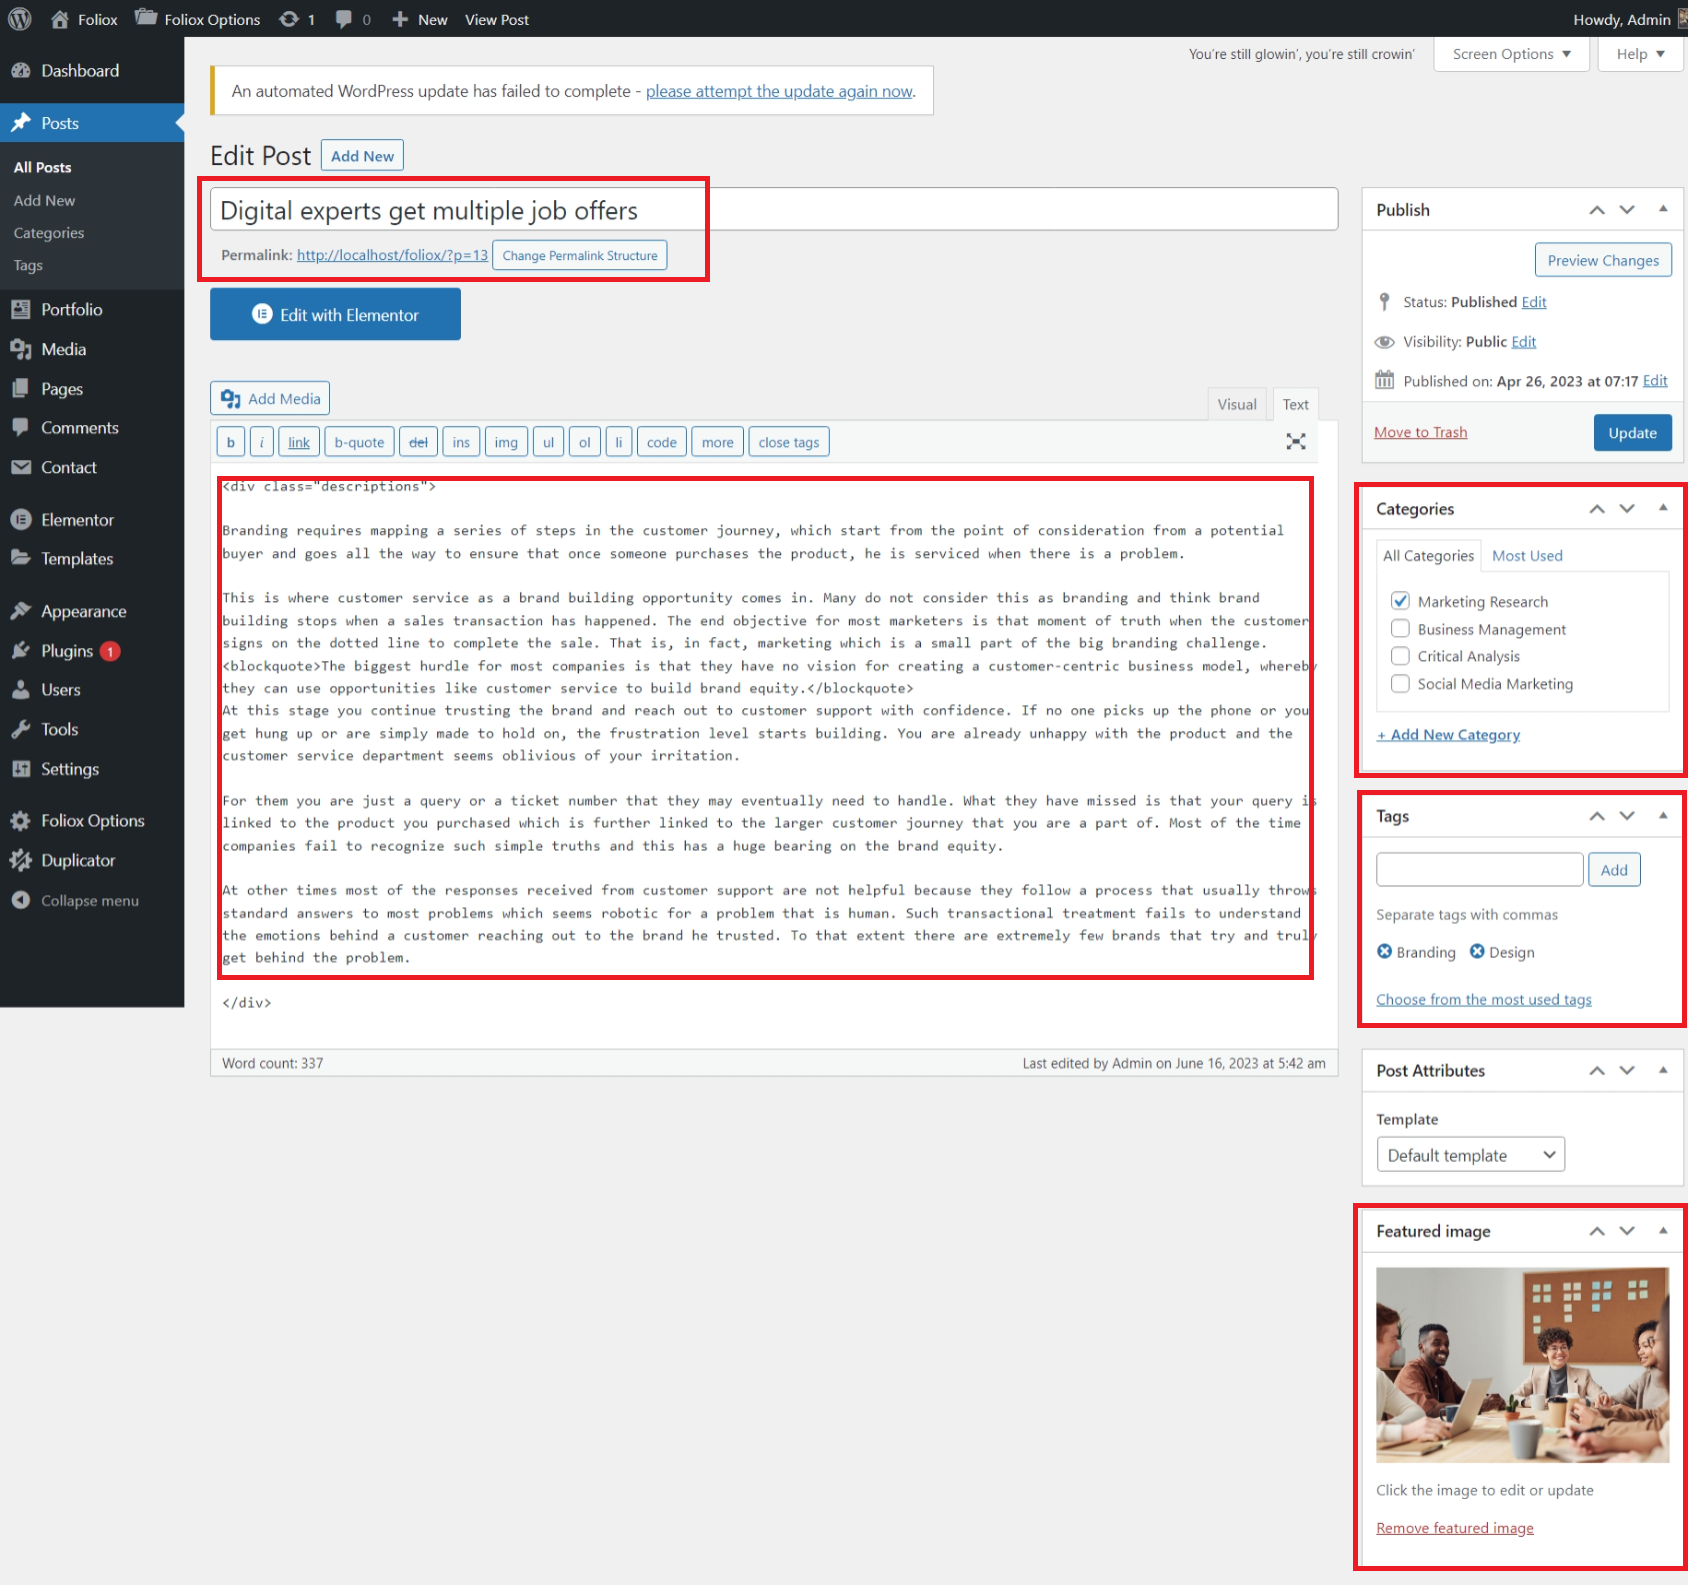 Foliox Foliox Options 1 0 New View Post Howdy, Admin
Dashboard
Posts
All Posts
Add New
Categories
Tags
Portfolio
Media
Pages
Comments
Contact
Elementor
Templates
Appearance
Plugins 1
Users
Tools
Settings
Foliox Options
Duplicator
Collapse menu
You're still glowin', you're still crowin'
Screen Options
Help
An automated WordPress update has failed to complete - please attempt the update again now.
Edit Post Add New
Digital experts get multiple job offers
Permalink: http://localhost/foliox/?p=13 Change Permalink Structure
Edit with Elementor
Add Media
Visual Text
b i link b-quote del ins img ul ol li code more close tags
<div class="descriptions">
Branding requires mapping a series of steps in the customer journey, which start from the point of consideration from a potential
buyer and goes all the way to ensure that once someone purchases the product, he is serviced when there is a problem.
This is where customer service as a brand building opportunity comes in. Many do not consider this as branding and think brand
building stops when a sales transaction has happened. The end objective for most marketers is that moment of truth when the customer
signs on the dotted line to complete the sale. That is, in fact, marketing which is a small part of the big branding challenge.
<blockquote>The biggest hurdle for most companies is that they have no vision for creating a customer-centric business model, whereby
they can use opportunities like customer service to build brand equity.</blockquote>
At this stage you continue trusting the brand and reach out to customer support with confidence. If no one picks up the phone or you
get hung up or are simply made to hold on, the frustration level starts building. You are already unhappy with the product and the
customer service department seems oblivious of your irritation.
For them you are just a query or a ticket number that they may eventually need to handle. What they have missed is that your query is
linked to the product you purchased which is further linked to the larger customer journey that you are a part of. Most of the time
companies fail to recognize such simple truths and this has a huge bearing on the brand equity.
At other times most of the responses received from customer support are not helpful because they follow a process that usually throws
standard answers to most problems which seems robotic for a problem that is human. Such transactional treatment fails to understand
the emotions behind a customer reaching out to the brand he trusted. To that extent there are extremely few brands that try and truly
get behind the problem.
</div>
Word count: 337
Last edited by Admin on June 16, 2023 at 5:42 am
Publish
Preview Changes
Status: Published Edit
Visibility: Public Edit
Published on: Apr 26, 2023 at 07:17 Edit
Move to Trash
Update
Categories
All Categories Most Used
Marketing Research
Business Management
Critical Analysis
Social Media Marketing
+ Add New Category
Tags
Add
Separate tags with commas
Branding Design
Choose from the most used tags
Post Attributes
Template
Default template
Featured image
Click the image to edit or update
Remove featured image